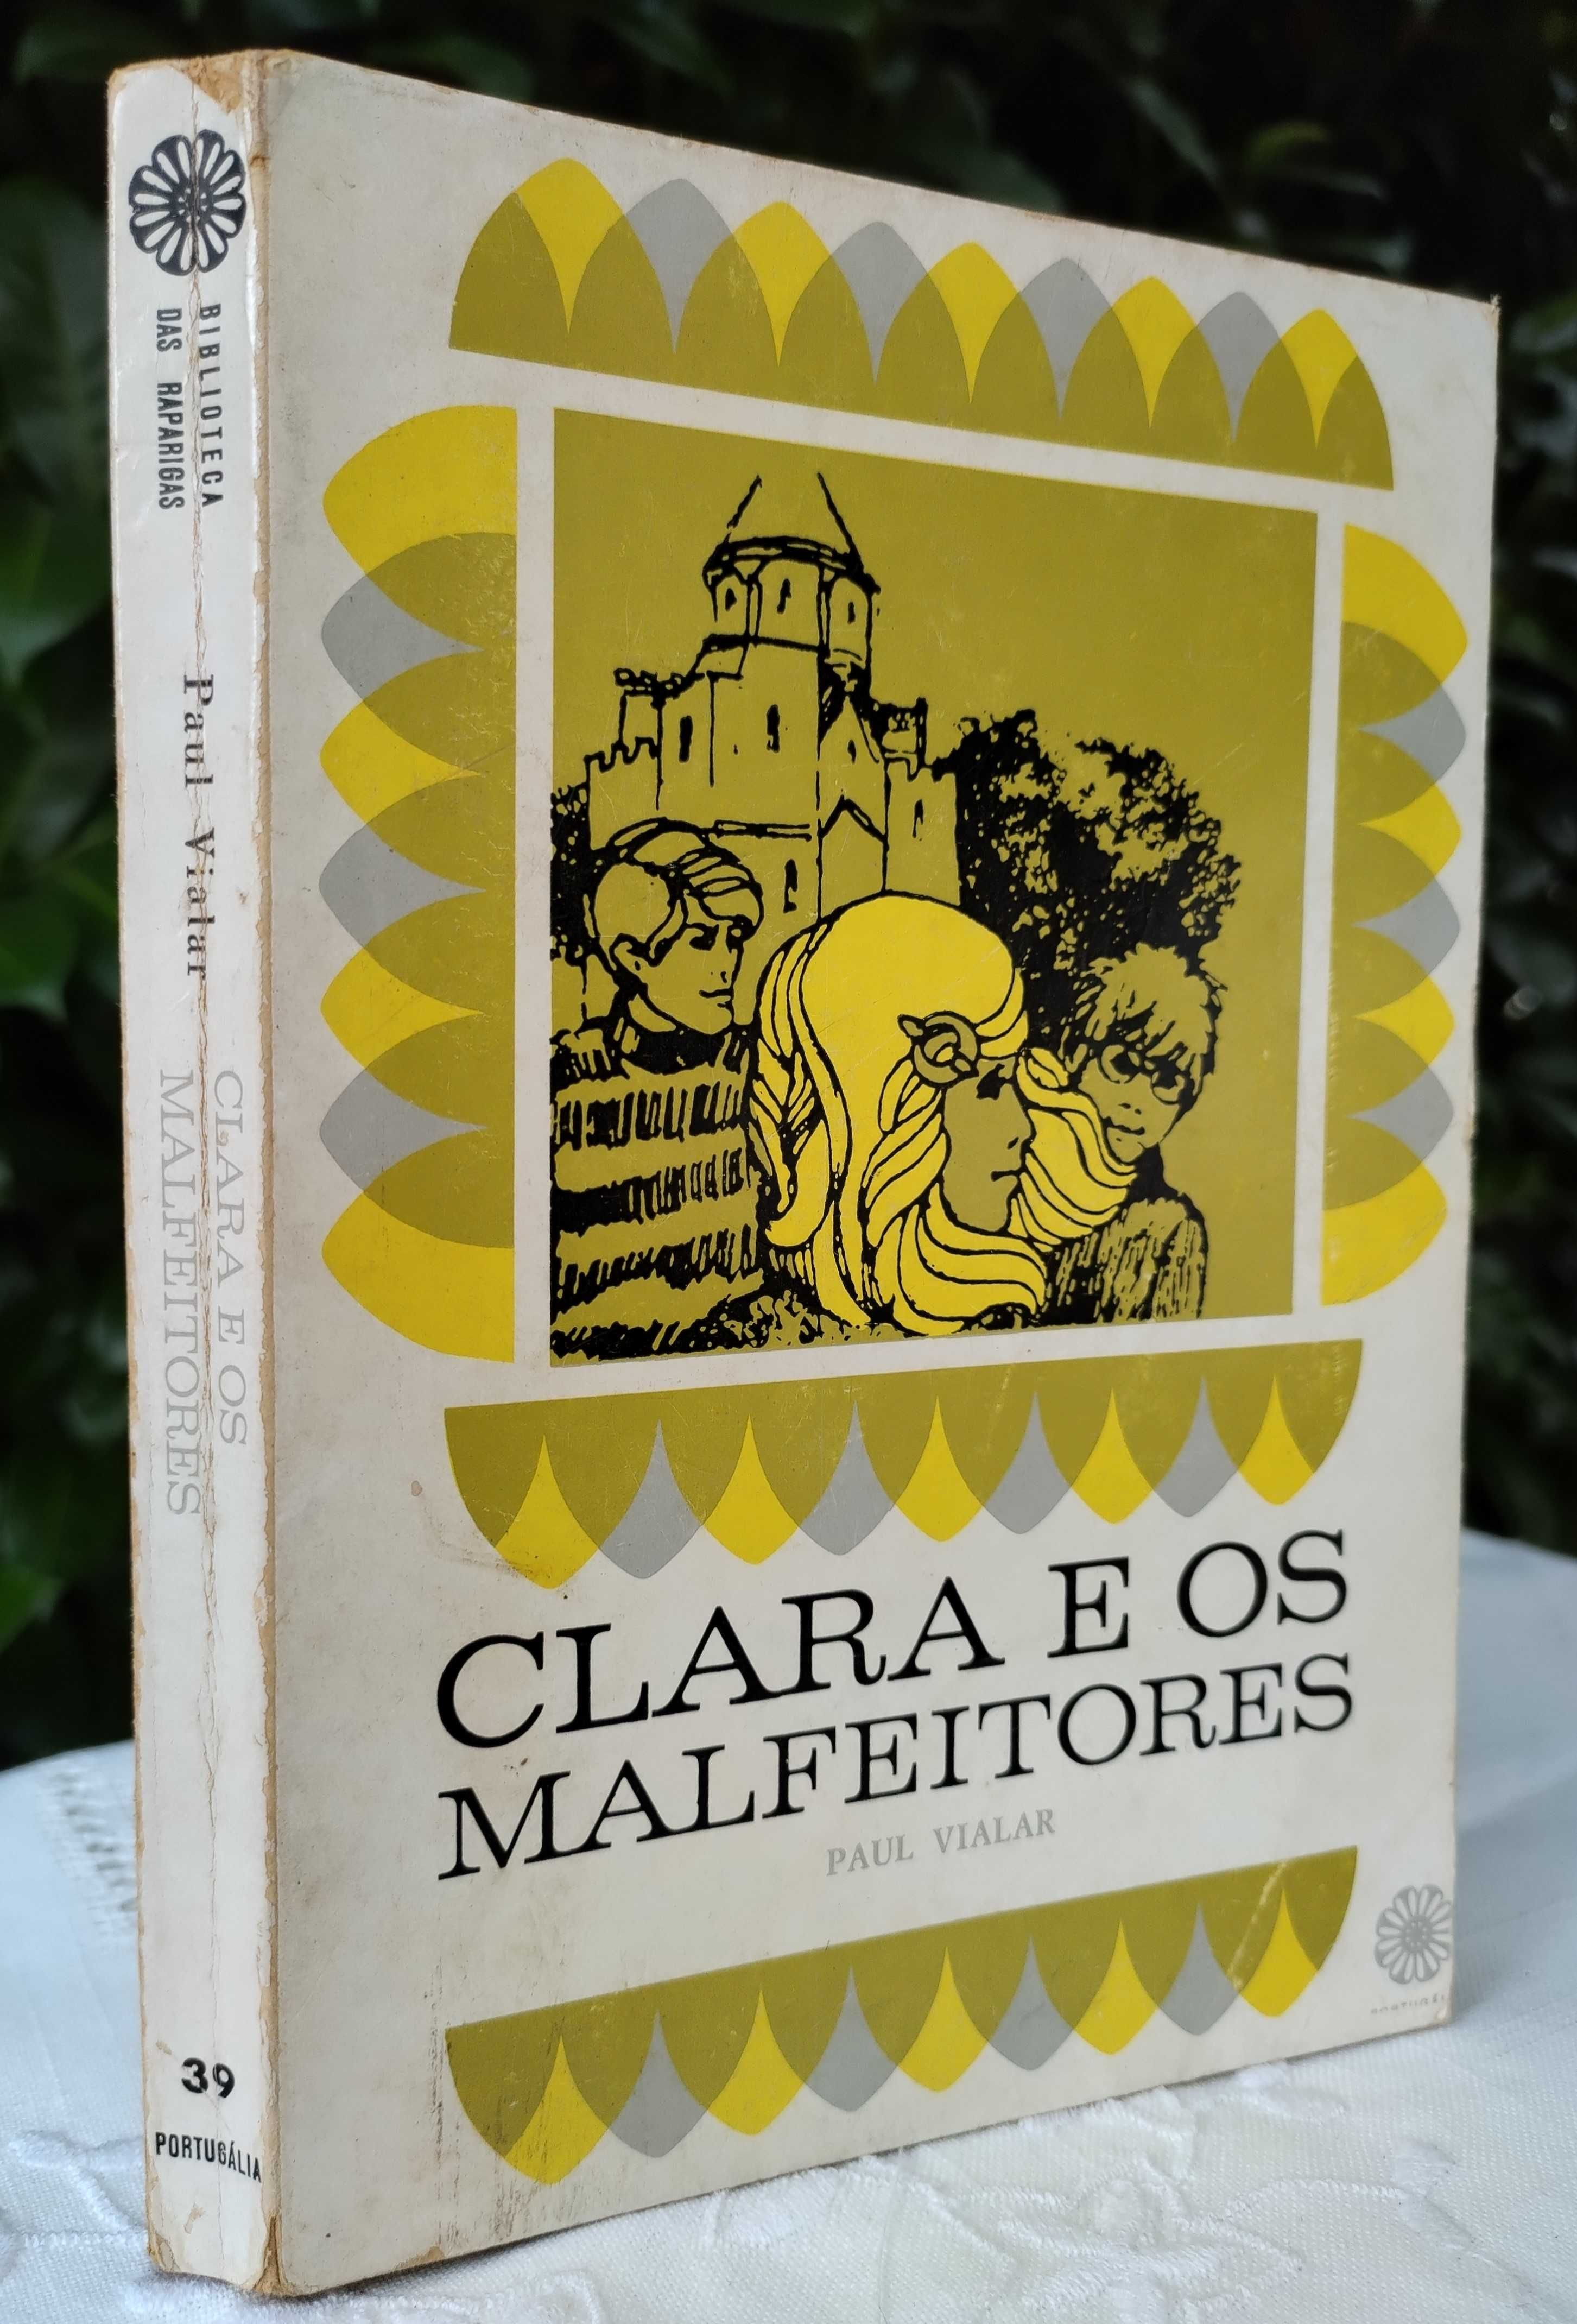 BIBLIOTECA
DAS RAPARIGAS
Paul Vialar
CLARA E OS
MALFEITORES
39
PORTUGÁLIA
CLARA E OS
MALFEITORES
PAUL VIALAR